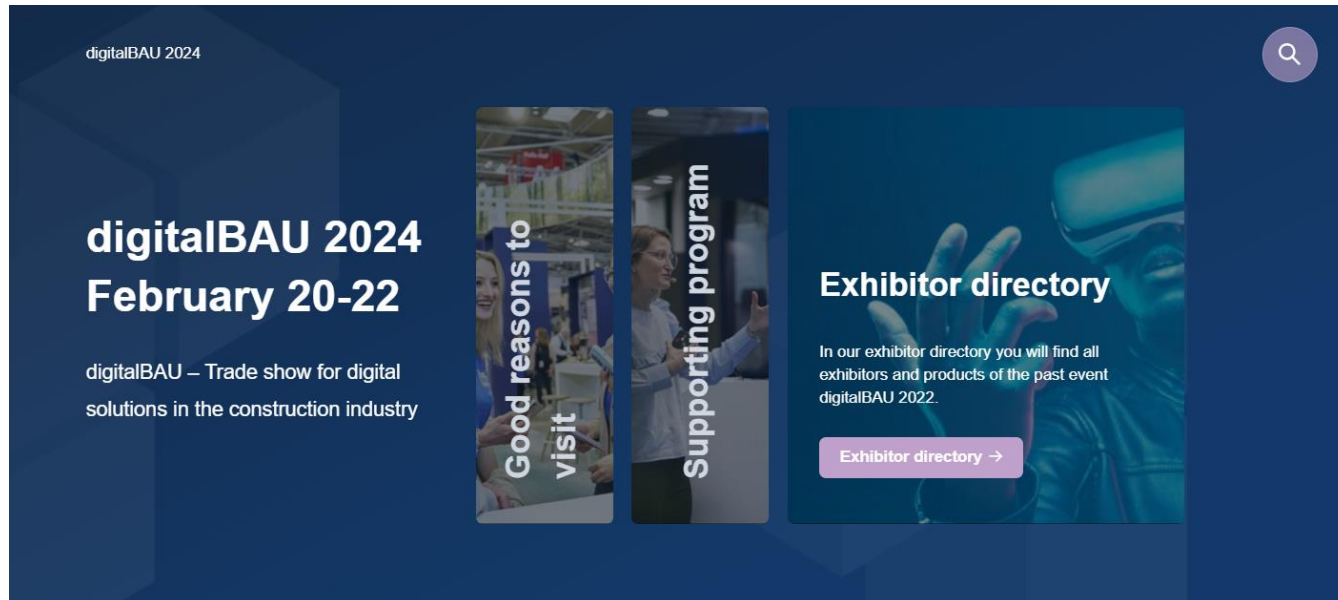 digitalBAU 2024
digitalBAU 2024
February 20-22
digitalBAU – Trade show for digital
solutions in the construction industry
Good reasons to
visit
Supporting program
Exhibitor directory
In our exhibitor directory you will find all
exhibitors and products of the past event
digitalBAU 2022.
Exhibitor directory →